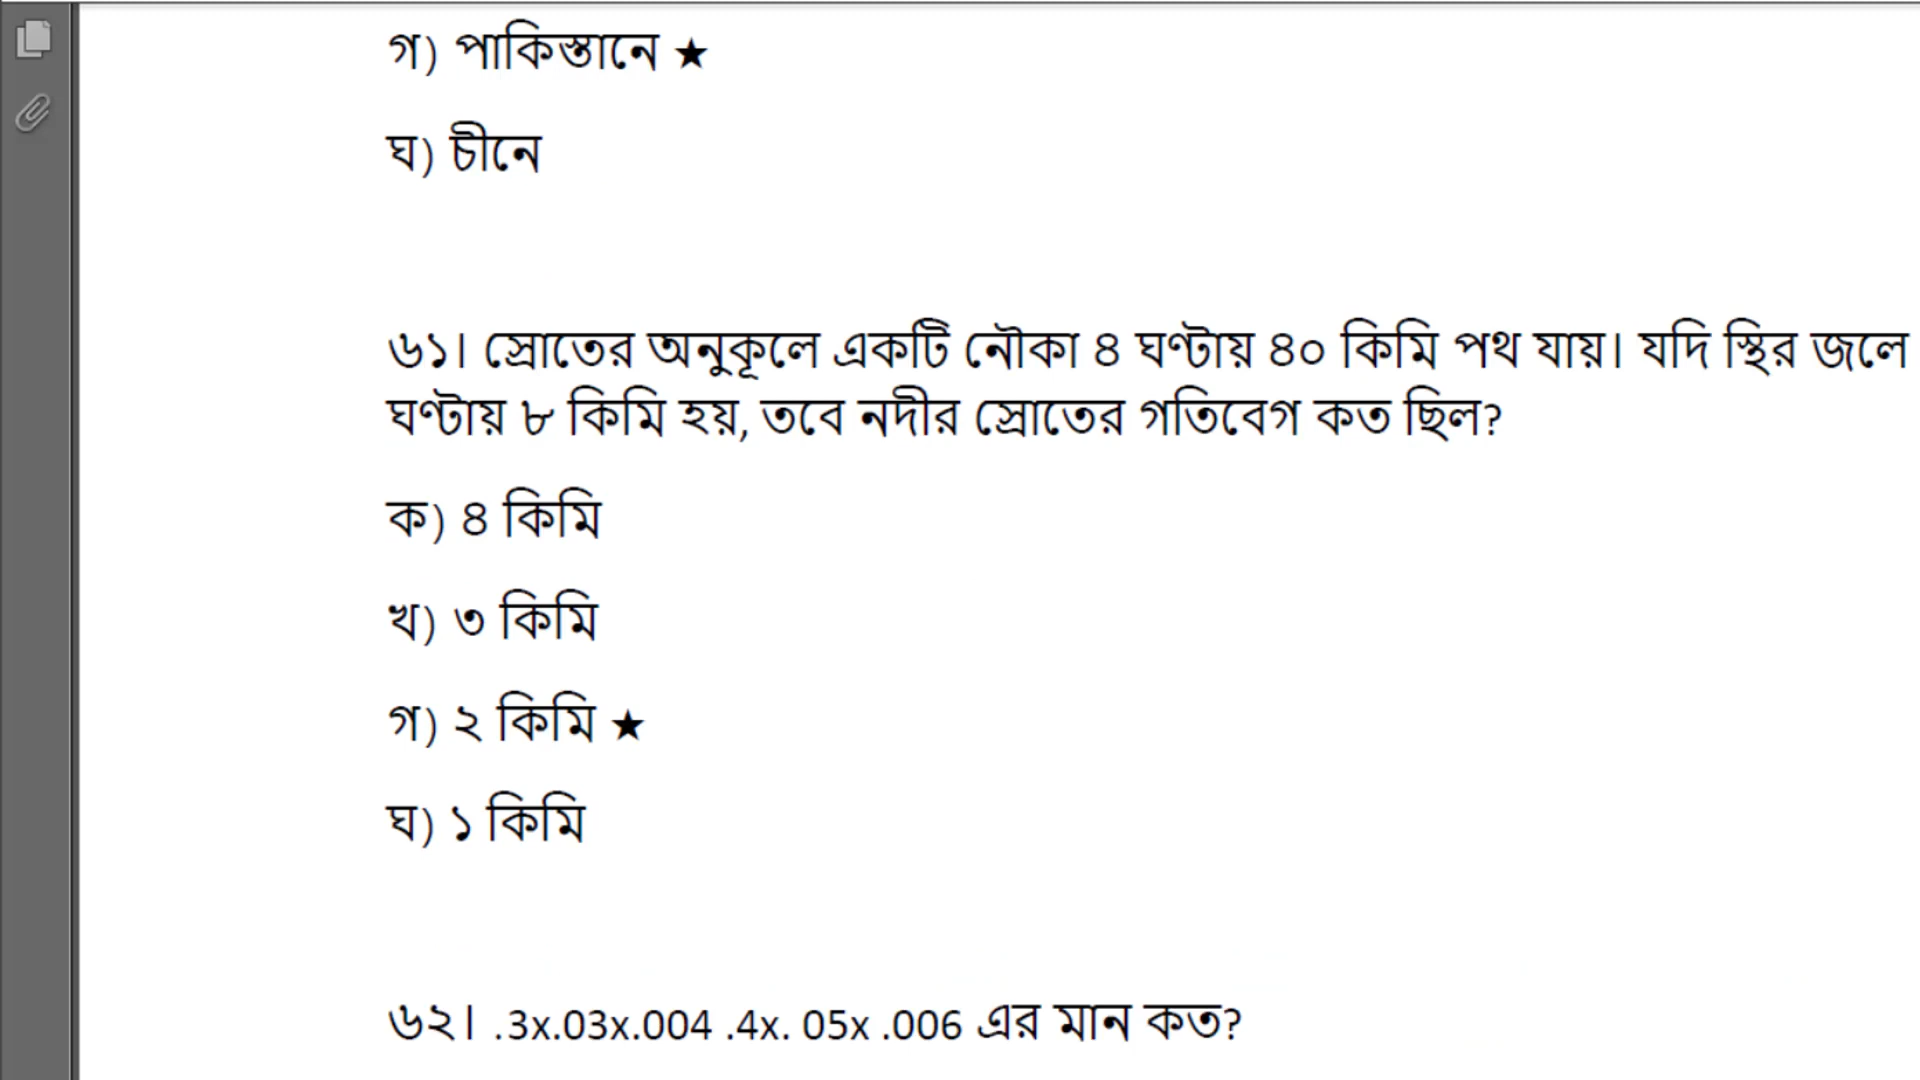 গ) পাকিস্তানে ★
ঘ) চীনে
৬১। স্রোতের অনুকূলে একটি নৌকা ৪ ঘণ্টায় ৪০ কিমি পথ যায়। যদি স্থির জলে
ঘণ্টায় ৮ কিমি হয়, তবে নদীর স্রোতের গতিবেগ কত ছিল?
ক) ৪ কিমি
খ) ৩ কিমি
গ) ২ কিমি ★
ঘ) ১ কিমি
৬২। .3x.03x.004 .4x. 05x .006 এর মান কত?